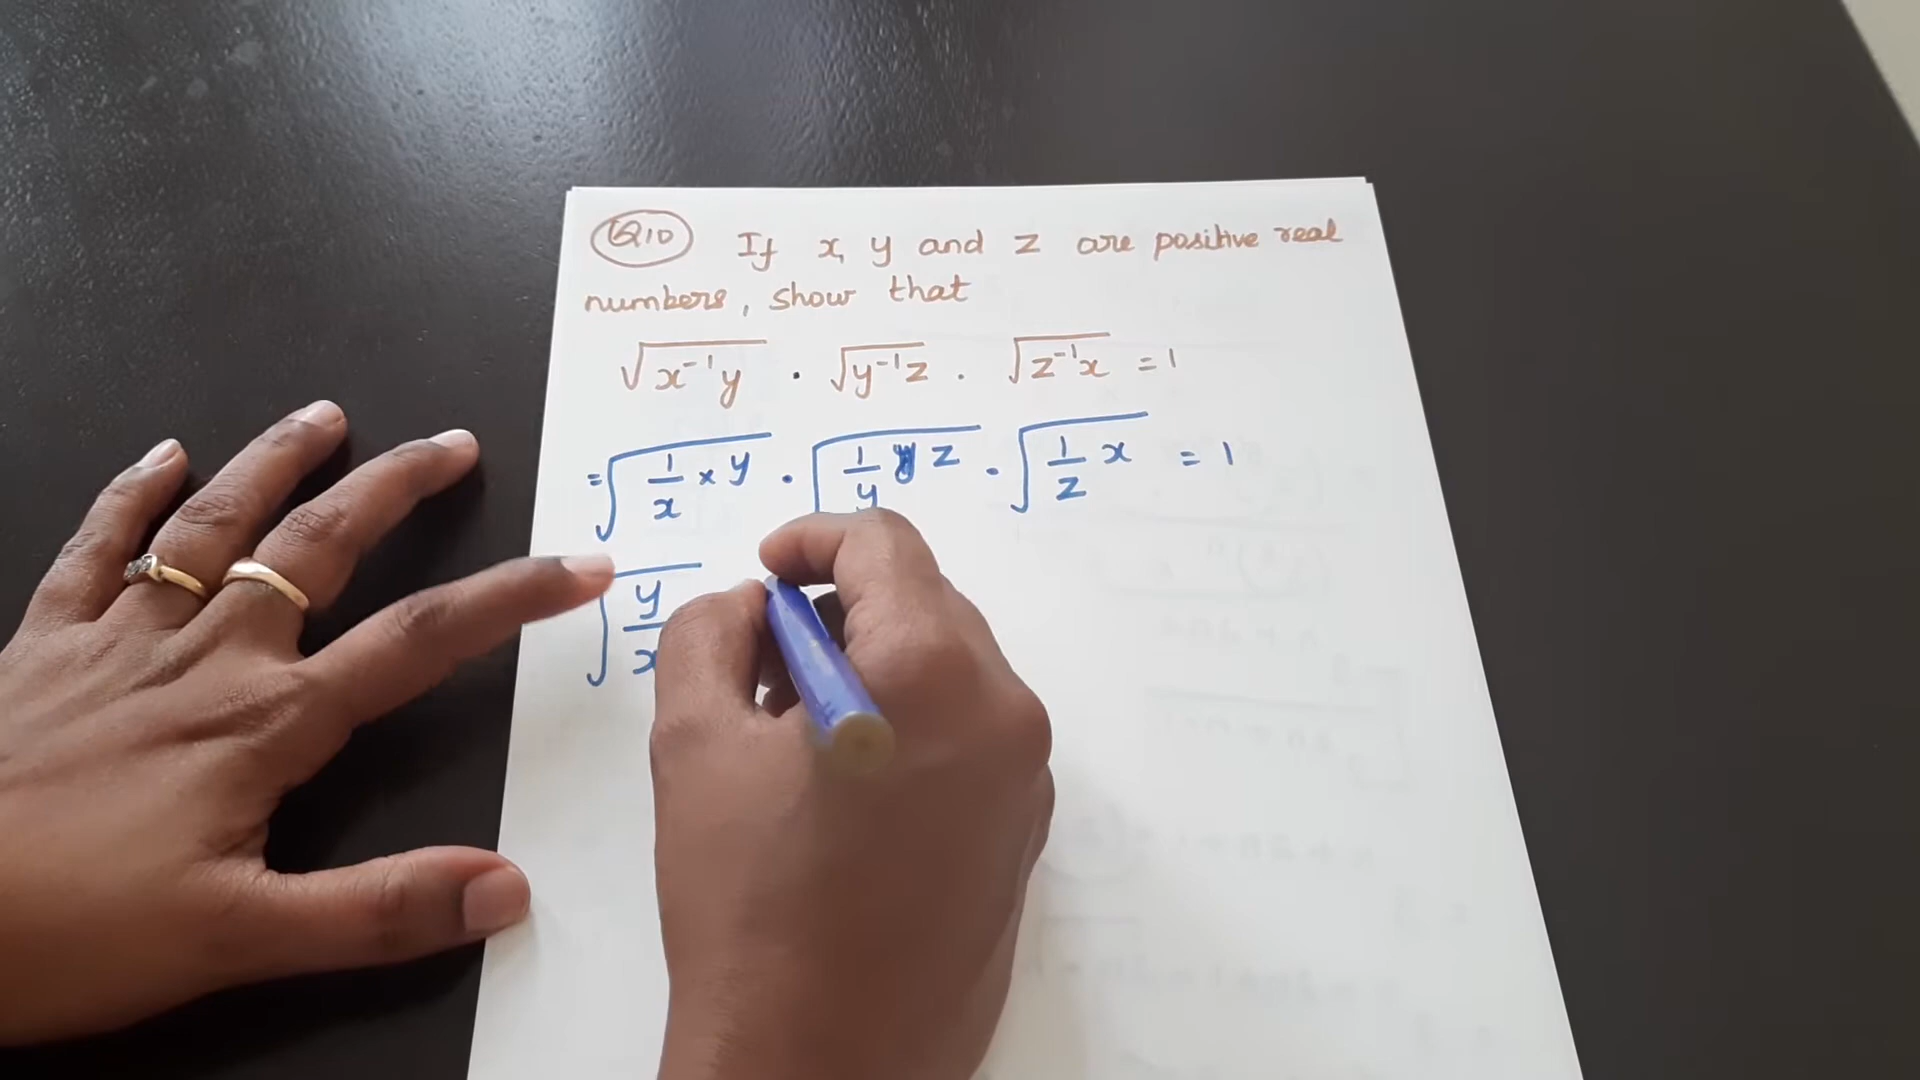 Q10 If x, y and z are positive real
numbers, show that
√(x⁻¹y) · √(y⁻¹z) · √(z⁻¹x) = 1
= √(1/x × y) · √(1/y z) · √(1/z x) = 1
√(y/x)